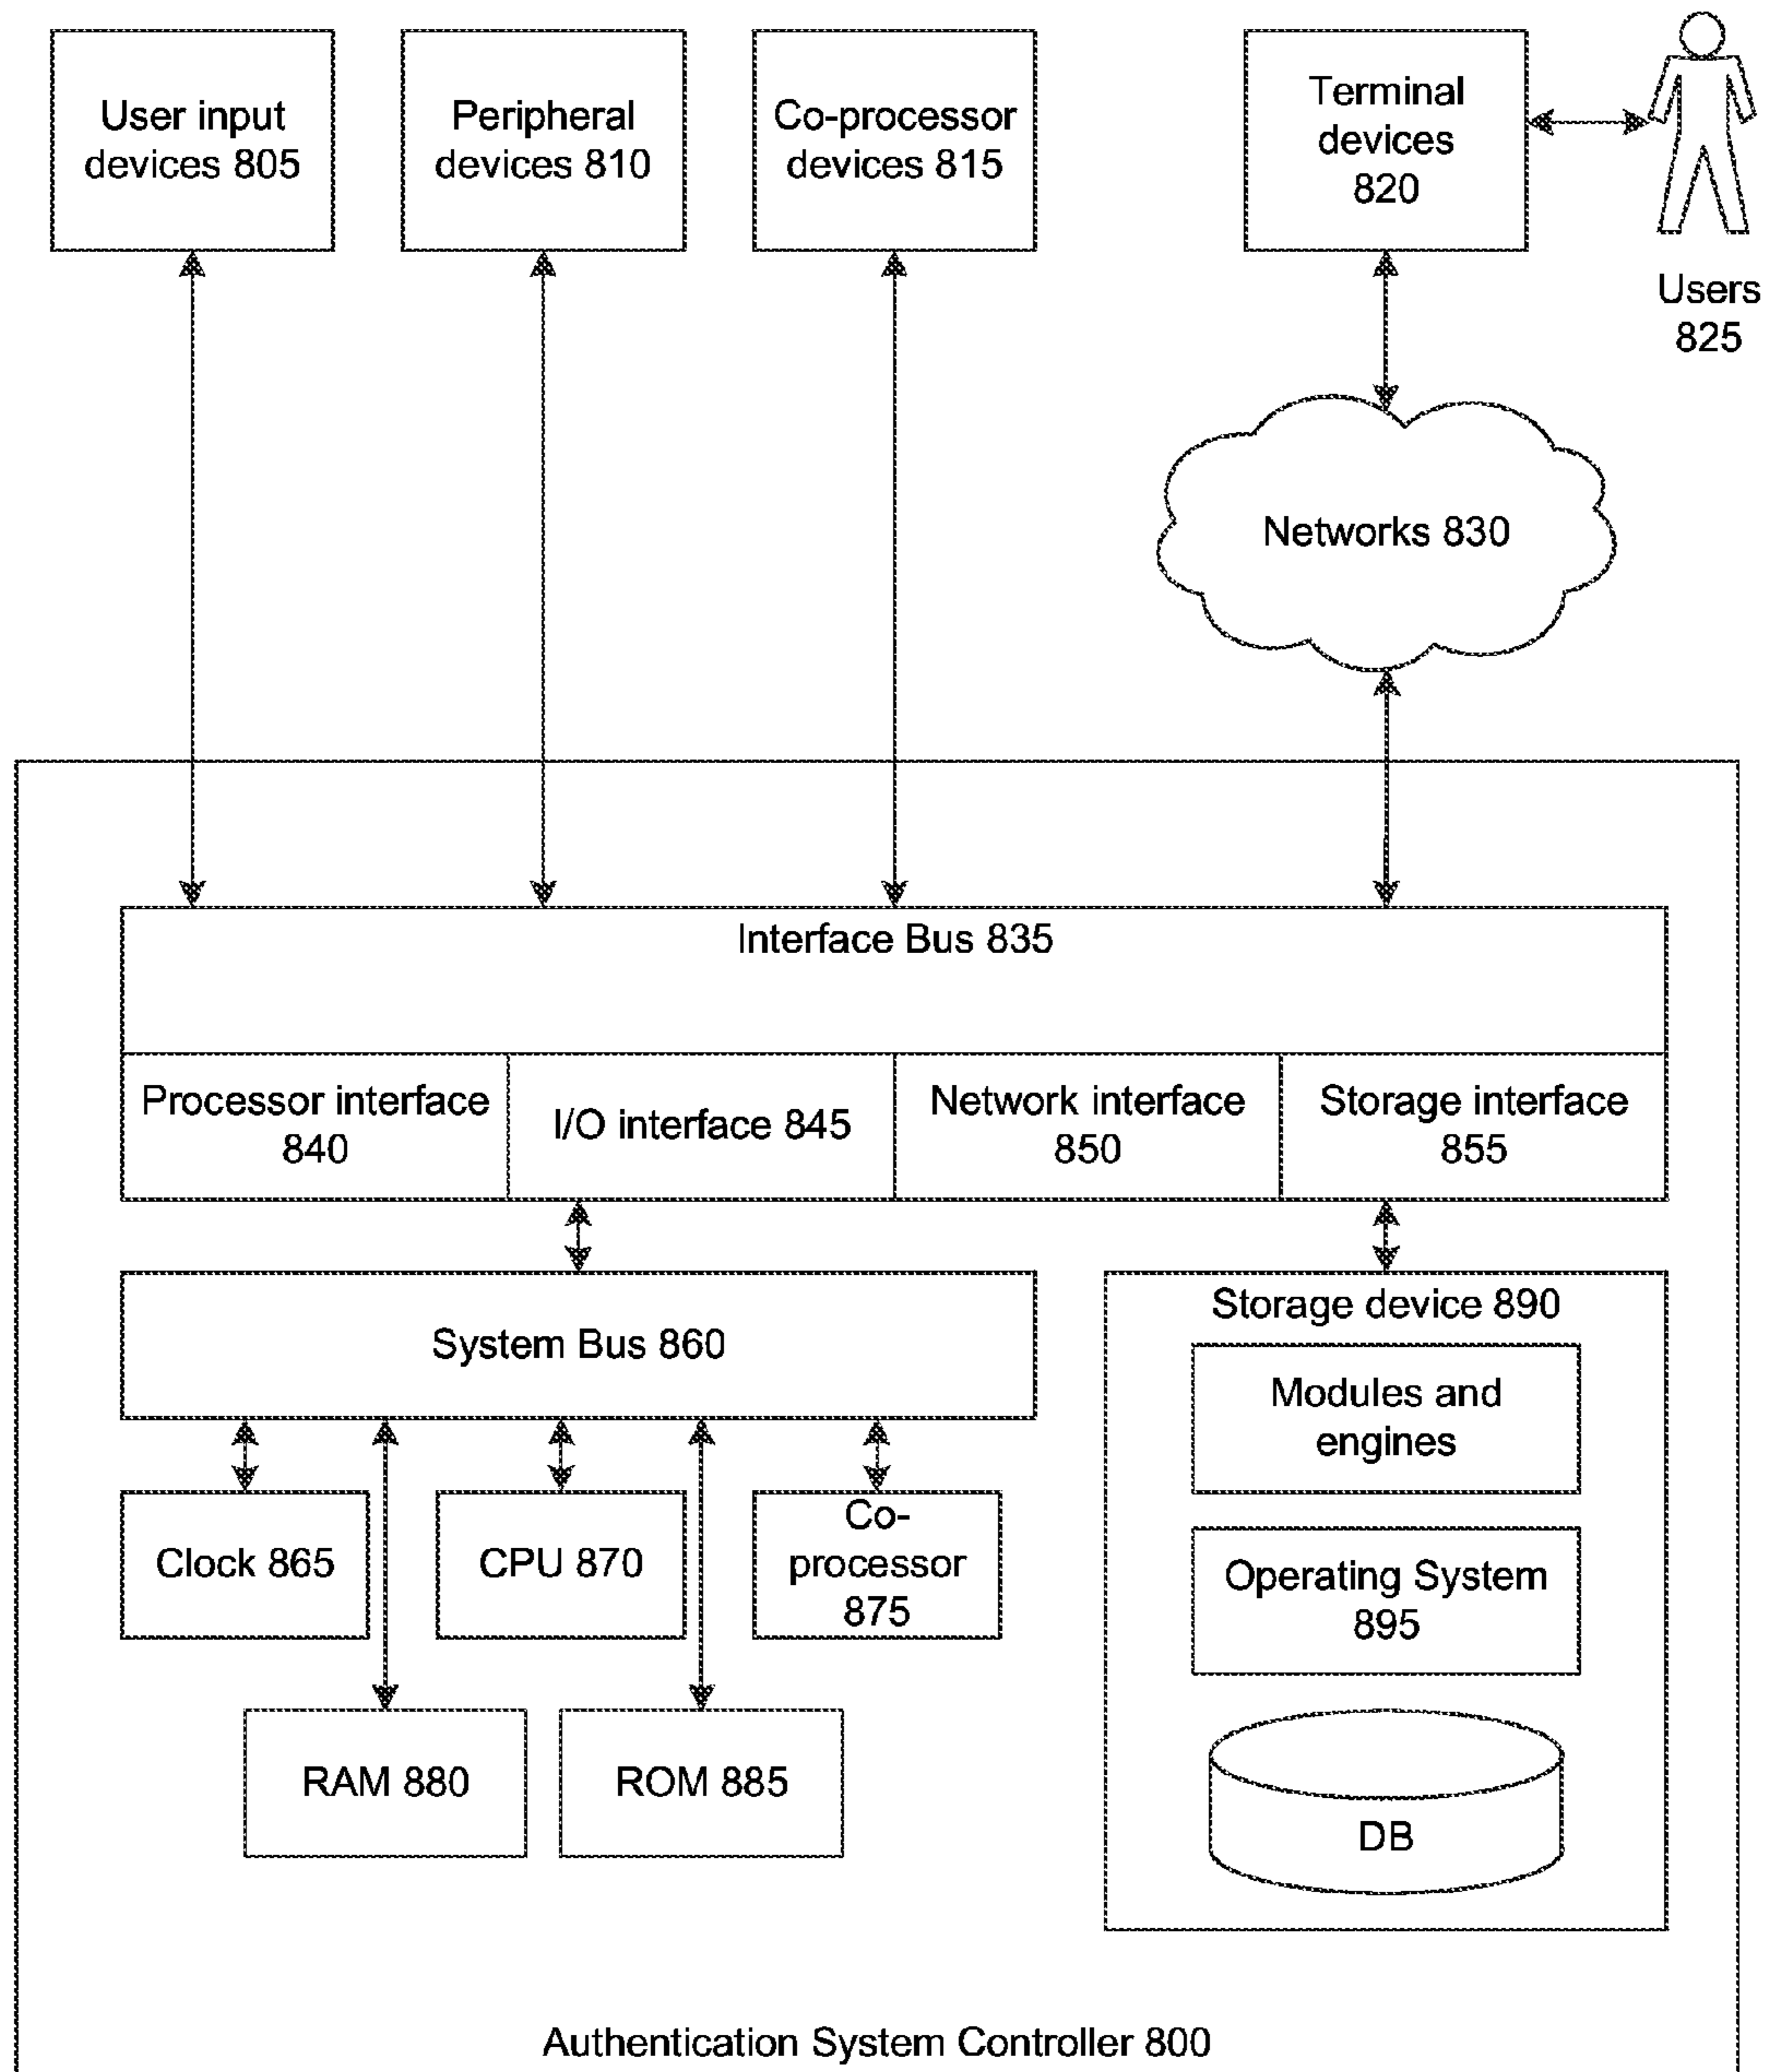 User input
devices 805
Peripheral
devices 810
Co-processor
devices 815
Terminal
devices
820
Users
825
Networks 830
Interface Bus 835
Processor interface
840
I/O interface 845
Network interface
850
Storage interface
855
System Bus 860
Storage device 890
Modules and
engines
Clock 865
CPU 870
Co-
processor
875
Operating System
895
RAM 880
ROM 885
DB
Authentication System Controller 800